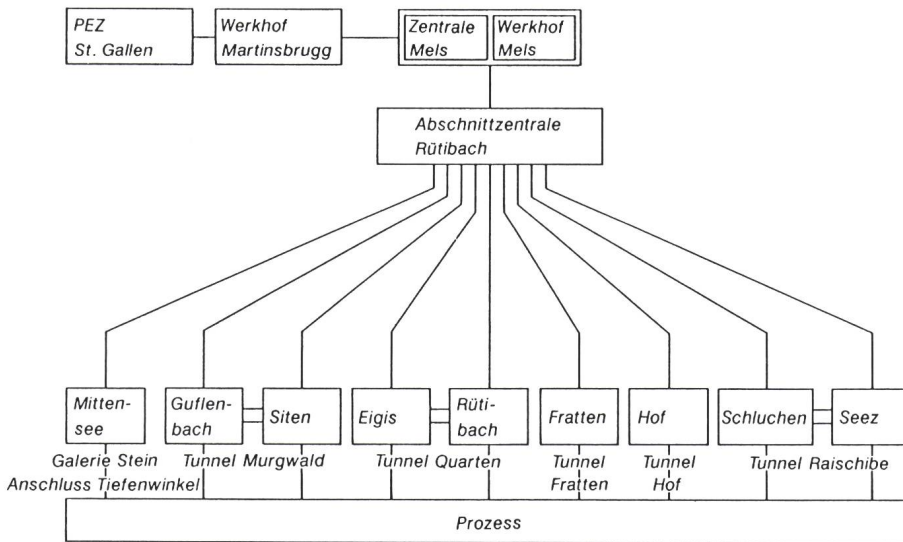 PEZ
St. Gallen
Werkhof
Martinsbrugg
Zentrale
Mels
Werkhof
Mels
Abschnittzentrale
Rütibach
Mitten-
see
Guflen-
bach
Siten
Eigis
Rüti-
bach
Fratten
Hof
Schluchen
Seez
Galerie Stein
Anschluss Tiefenwinkel
Tunnel Murgwald
Tunnel Quarten
Tunnel
Fratten
Tunnel
Hof
Tunnel Raischibe
Prozess